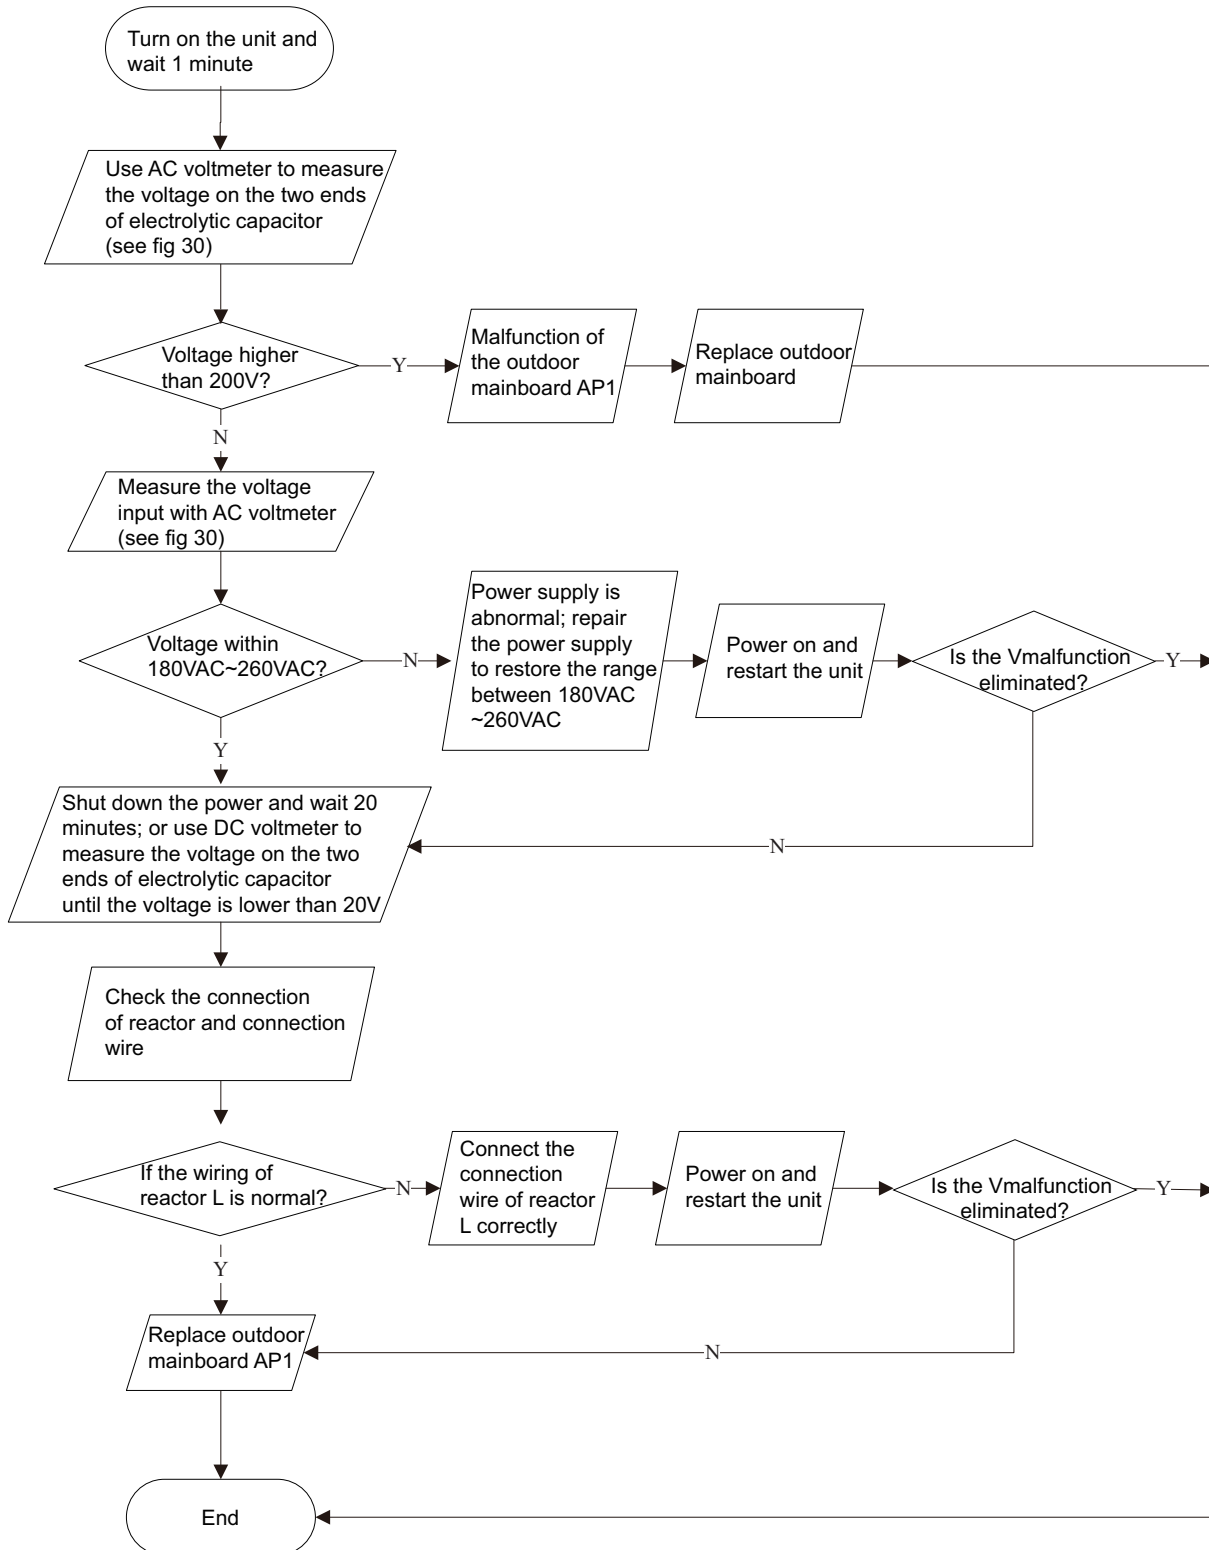 Turn on the unit and
wait 1 minute
Use AC voltmeter to measure
the voltage on the two ends
of electrolytic capacitor
(see fig 30)
Voltage higher
than 200V?
Y
Malfunction of
the outdoor
mainboard AP1
Replace outdoor
mainboard
N
Measure the voltage
input with AC voltmeter
(see fig 30)
Voltage within
180VAC~260VAC?
N
Power supply is
abnormal; repair
the power supply
to restore the range
between 180VAC
~260VAC
Power on and
restart the unit
Is the Vmalfunction
eliminated?
Y
Y
N
Shut down the power and wait 20
minutes; or use DC voltmeter to
measure the voltage on the two
ends of electrolytic capacitor
until the voltage is lower than 20V
Check the connection
of reactor and connection
wire
If the wiring of
reactor L is normal?
N
Connect the
connection
wire of reactor
L correctly
Power on and
restart the unit
Is the Vmalfunction
eliminated?
Y
Y
N
Replace outdoor
mainboard AP1
End